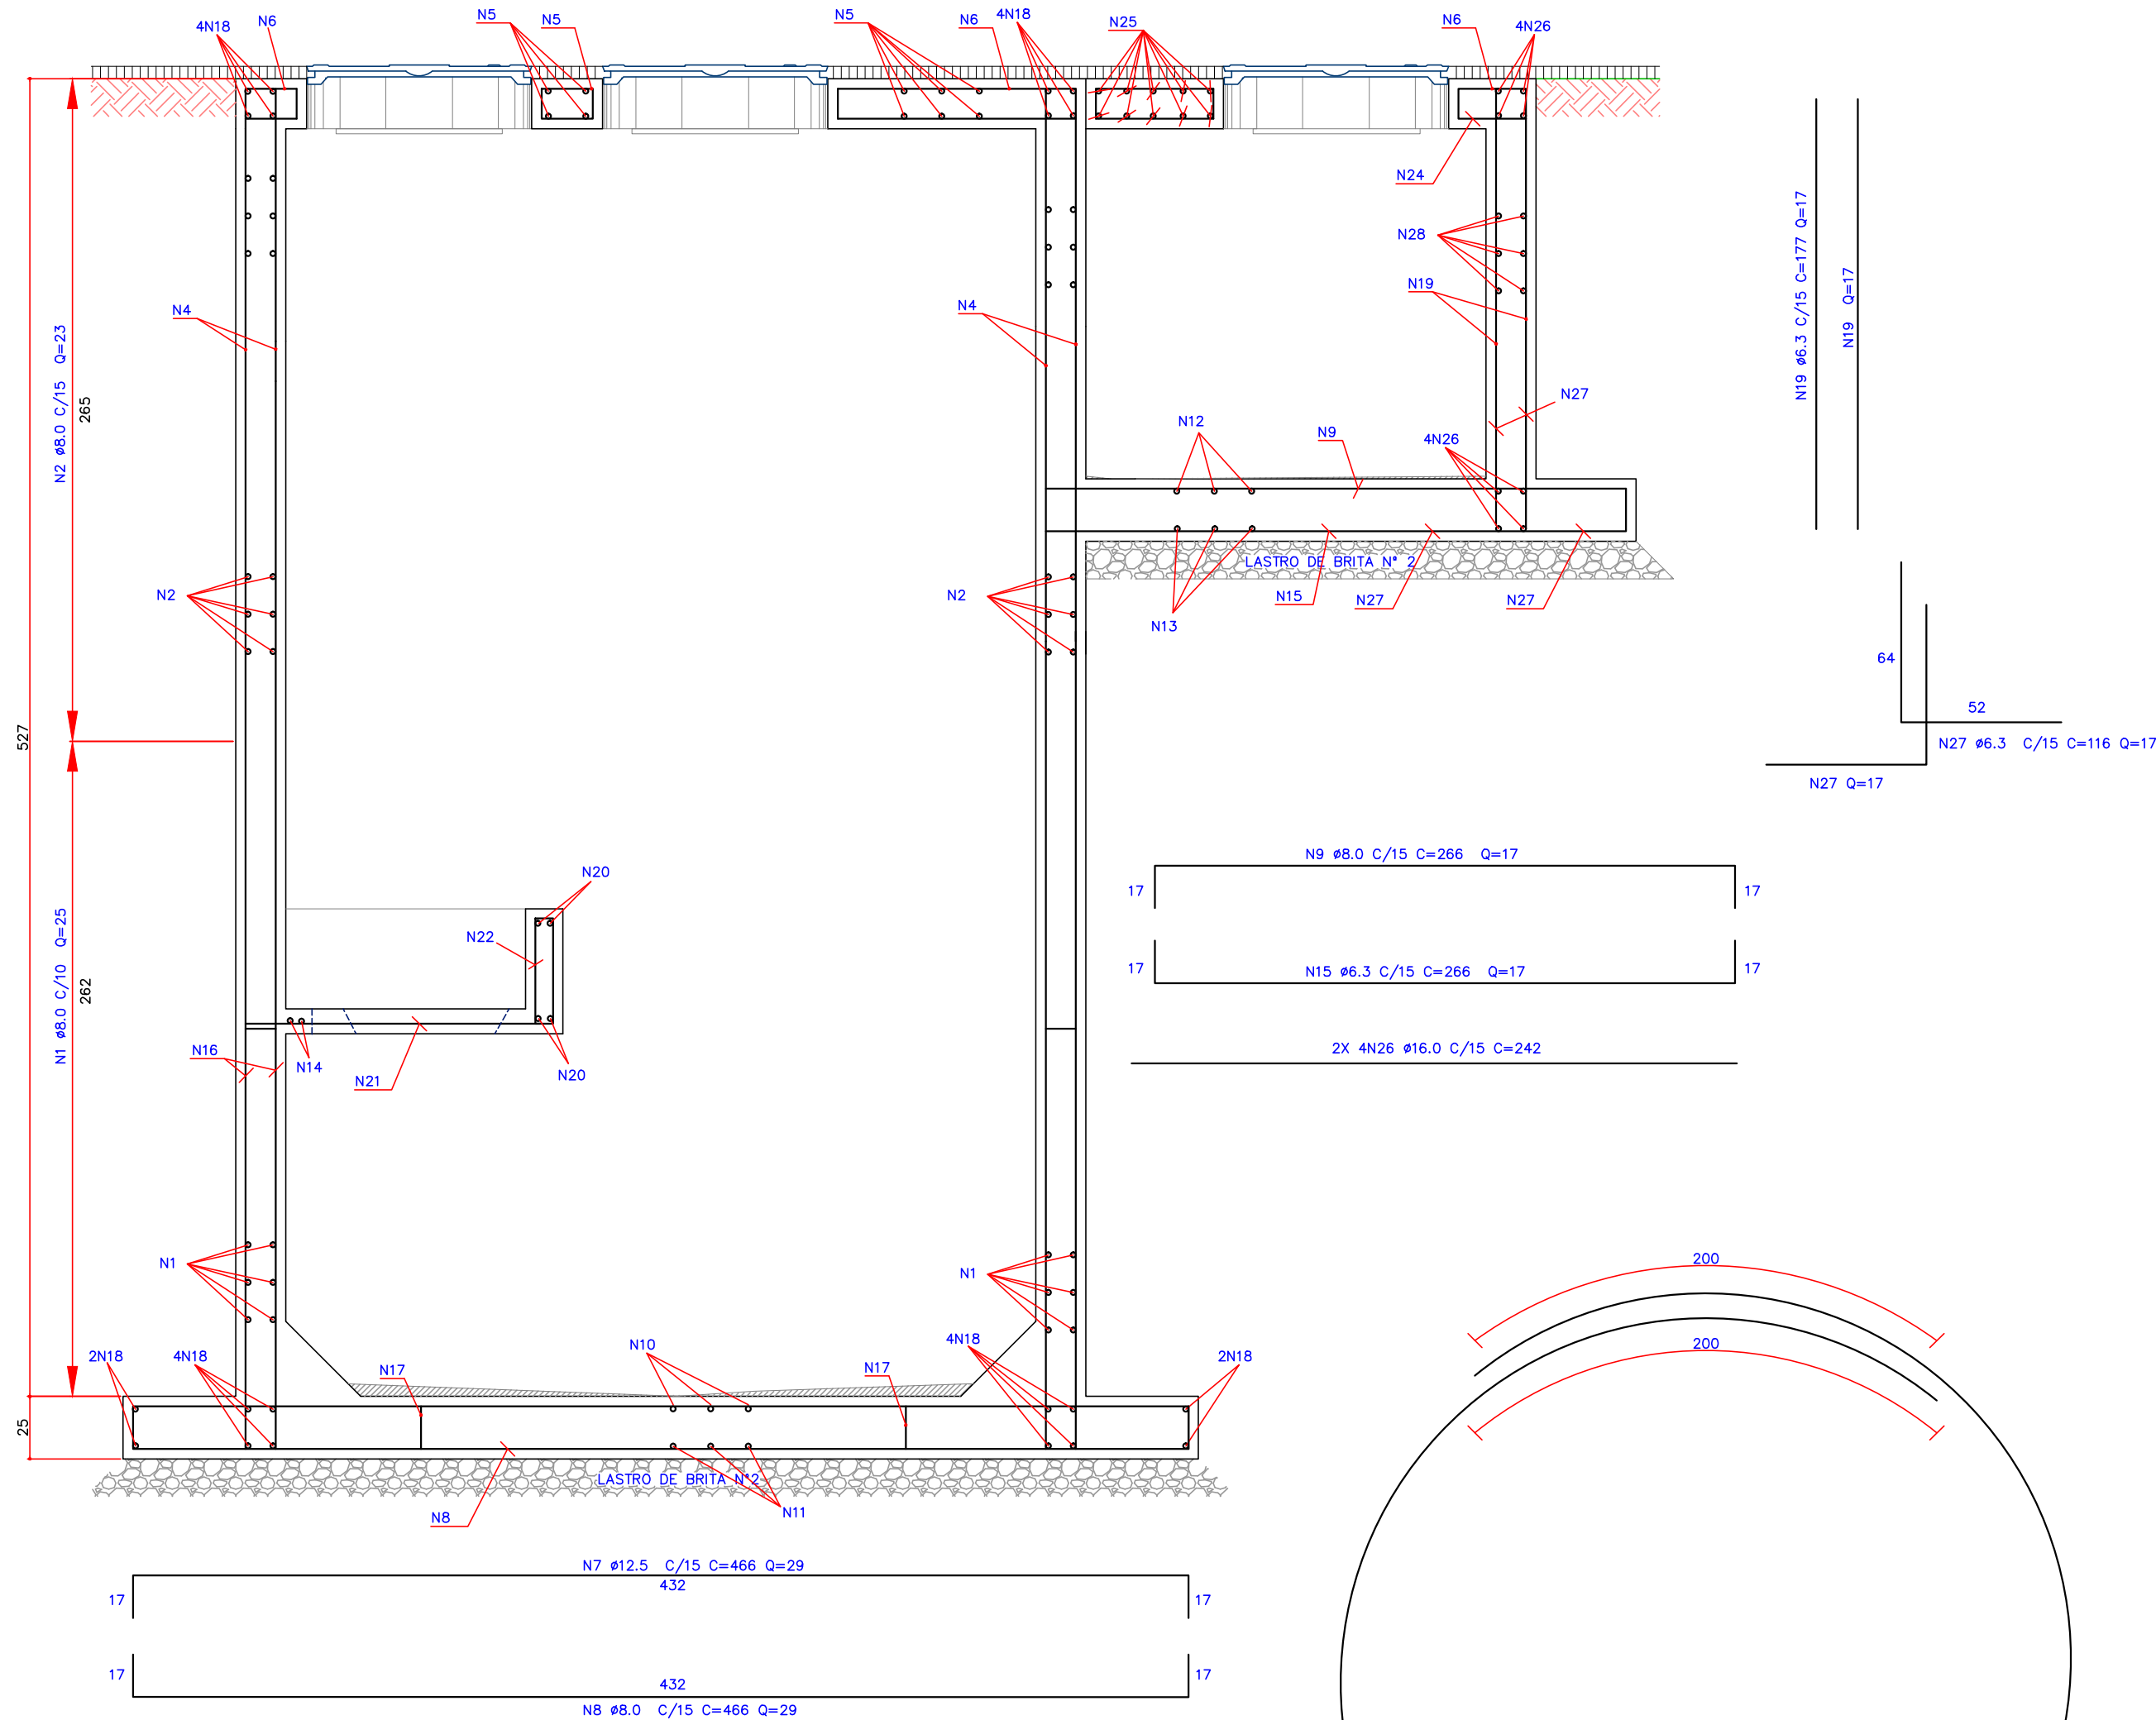 4N18
N6
N5
N5
N5
N6
4N18
N25
N6
4N26
N24
N28
N19
N4
N4
N27
N12
N9
4N26
N19 ø6.3 C/15 C=177 Q=17
N19 Q=17
N2 ø8.0 C/15 Q=23
265
LASTRO DE BRITA N° 2
N2
N2
N15
N27
N27
N13
64
52
N27 ø6.3 C/15 C=116 Q=17
N27 Q=17
527
N9 ø8.0 C/15 C=266 Q=17
17
17
N20
N22
N1 ø8.0 C/10 Q=25
262
17
N15 ø6.3 C/15 C=266 Q=17
17
N16
N14
N21
N20
2X 4N26 ø16.0 C/15 C=242
N1
N1
200
200
2N18
4N18
N17
N10
N17
4N18
2N18
25
LASTRO DE BRITA N°2
N8
N11
N7 ø12.5 C/15 C=466 Q=29
432
17
17
17
432
17
N8 ø8.0 C/15 C=466 Q=29